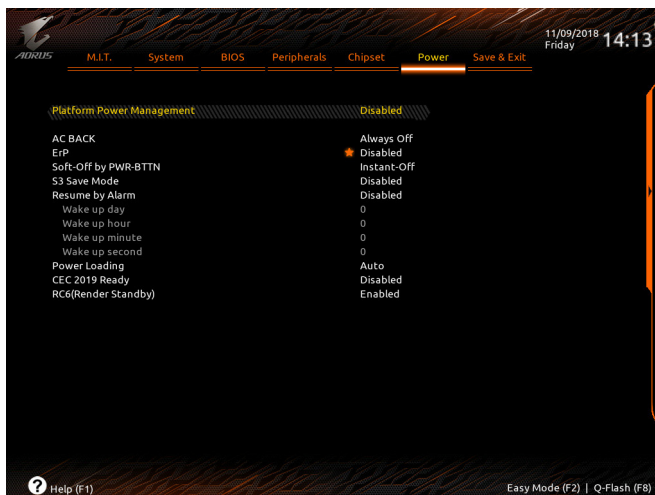 11/09/2018 14:13
Friday
AORUS
M.I.T. System BIOS Peripherals Chipset Power Save & Exit
Platform Power Management Disabled
AC BACK Always Off
ErP Disabled
Soft-Off by PWR-BTTN Instant-Off
S3 Save Mode Disabled
Resume by Alarm Disabled
Wake up day 0
Wake up hour 0
Wake up minute 0
Wake up second 0
Power Loading Auto
CEC 2019 Ready Disabled
RC6(Render Standby) Enabled
? Help (F1) Easy Mode (F2) | Q-Flash (F8)